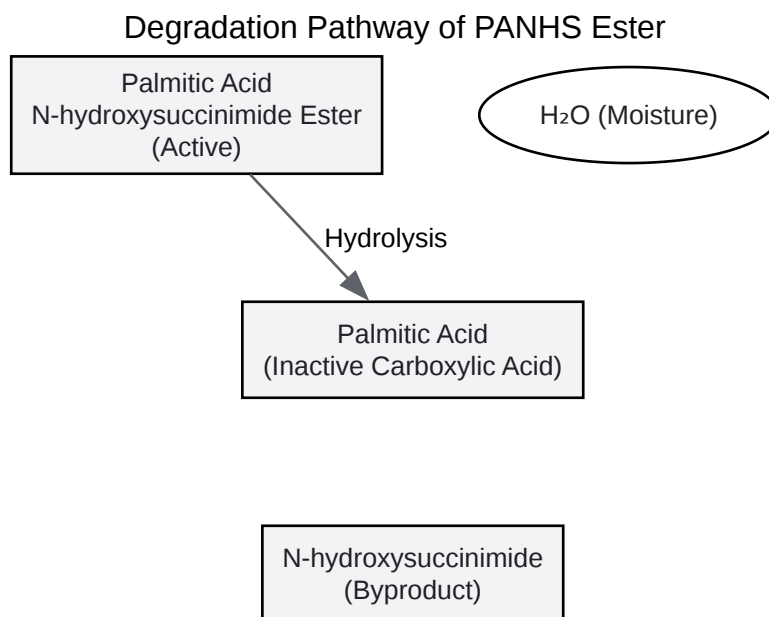 Degradation Pathway of PANHS Ester
Palmitic Acid
N-hydroxysuccinimide Ester
(Active)
H₂O (Moisture)
Hydrolysis
Palmitic Acid
(Inactive Carboxylic Acid)
N-hydroxysuccinimide
(Byproduct)